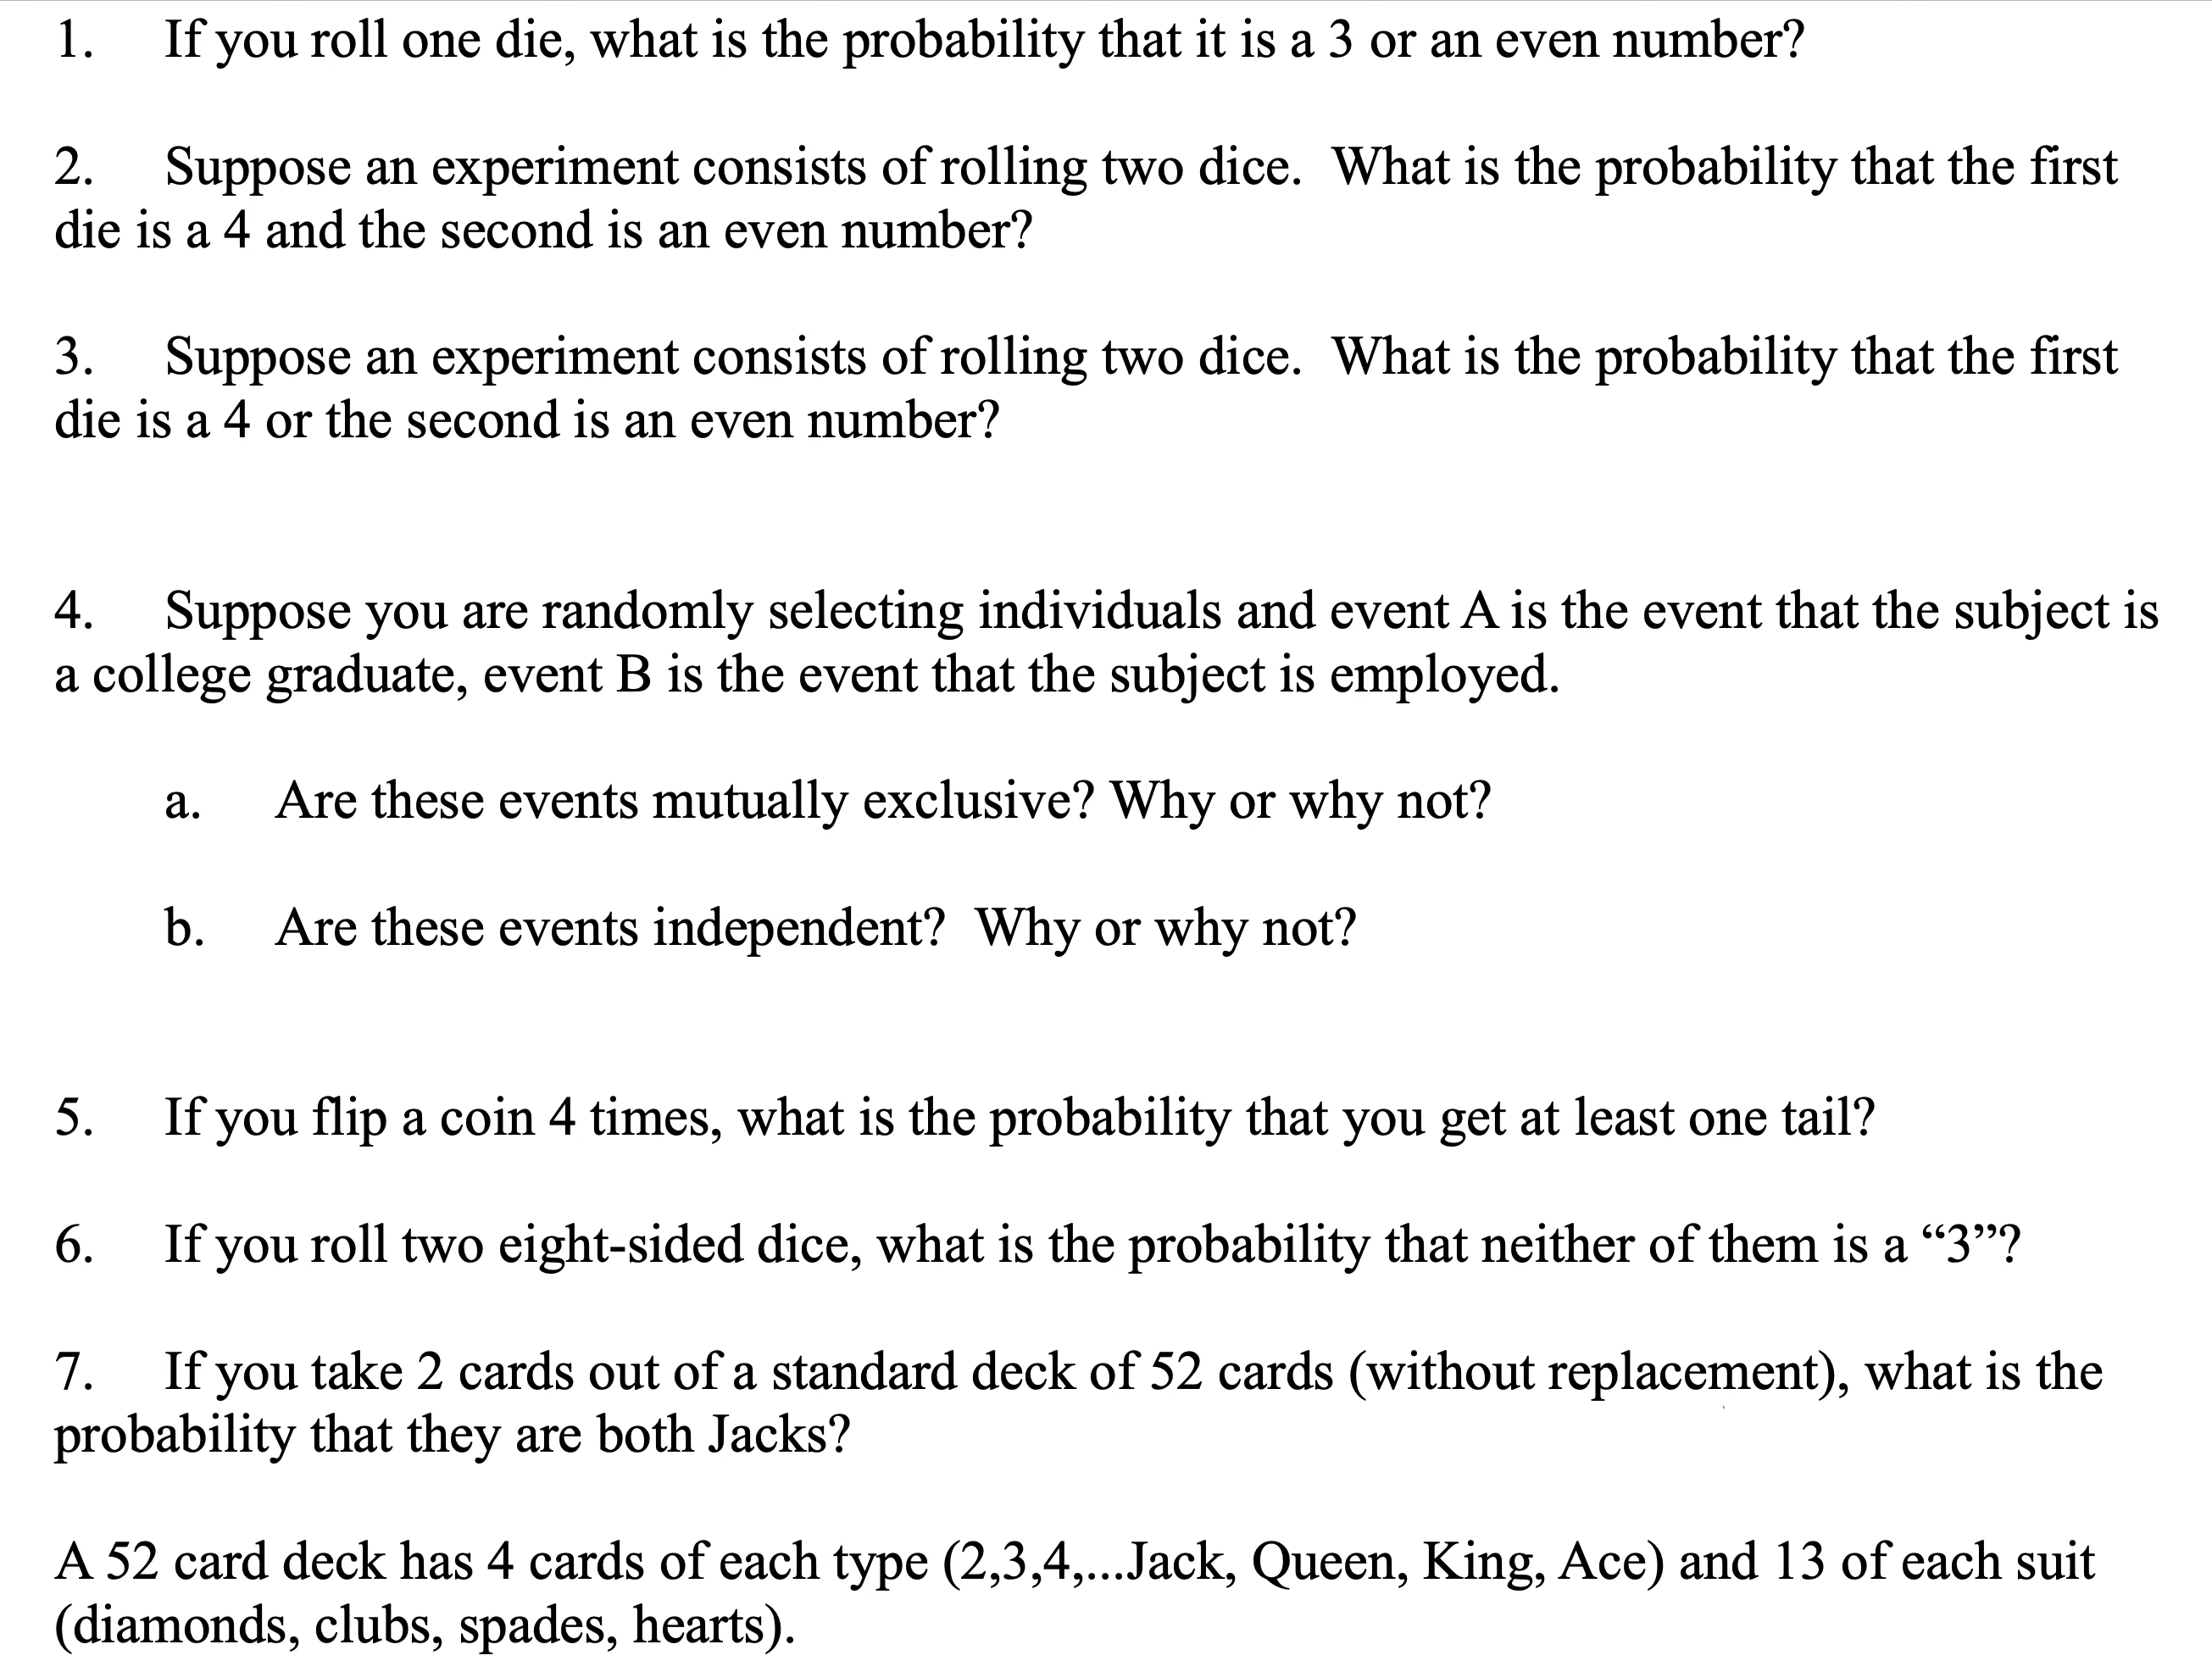 1. If you roll one die, what is the probability that it is a 3 or an even number?
2. Suppose an experiment consists of rolling two dice. What is the probability that the first
die is a 4 and the second is an even number?
3. Suppose an experiment consists of rolling two dice. What is the probability that the first
die is a 4 or the second is an even number?
4. Suppose you are randomly selecting individuals and event A is the event that the subject is
a college graduate, event B is the event that the subject is employed.
a. Are these events mutually exclusive? Why or why not?
b. Are these events independent? Why or why not?
5. If you flip a coin 4 times, what is the probability that you get at least one tail?
6. If you roll two eight-sided dice, what is the probability that neither of them is a “3”?
7. If you take 2 cards out of a standard deck of 52 cards (without replacement), what is the
probability that they are both Jacks?
A 52 card deck has 4 cards of each type (2,3,4,...Jack, Queen, King, Ace) and 13 of each suit
(diamonds, clubs, spades, hearts).